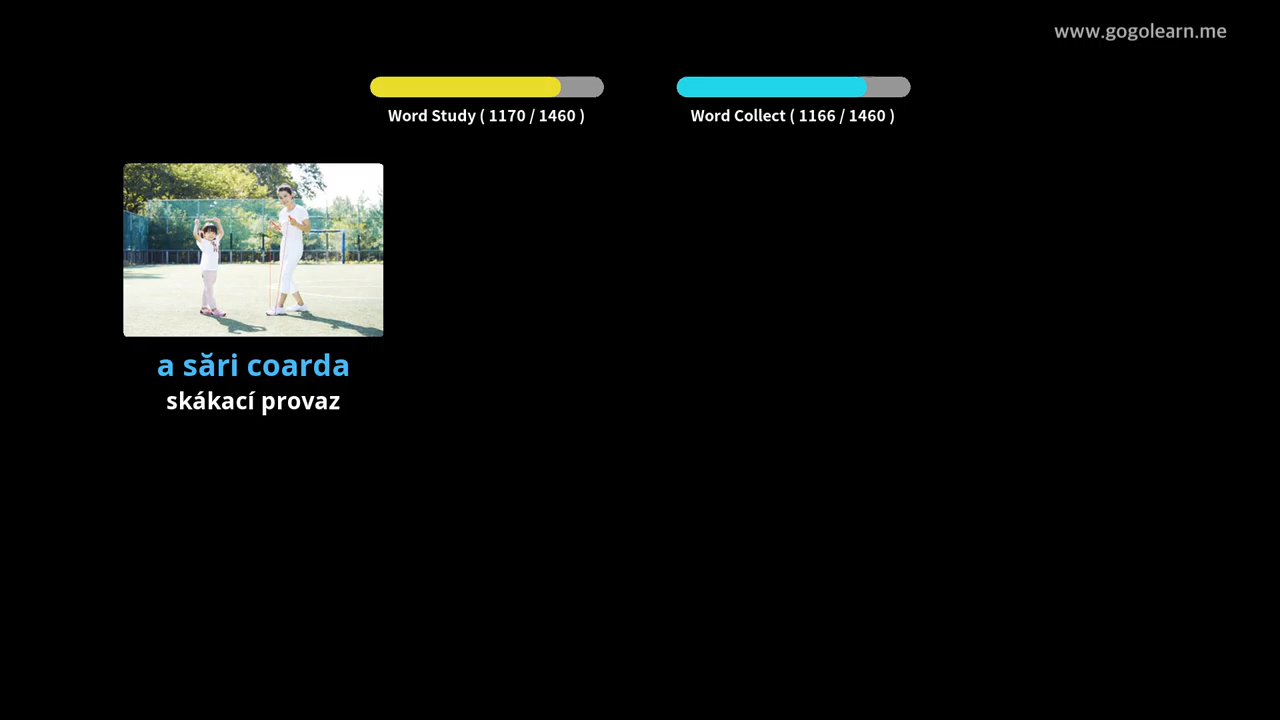 www.gogolearn.me
Word Study ( 1170 / 1460 )
Word Collect ( 1166 / 1460 )
a sări coarda
skákací provaz